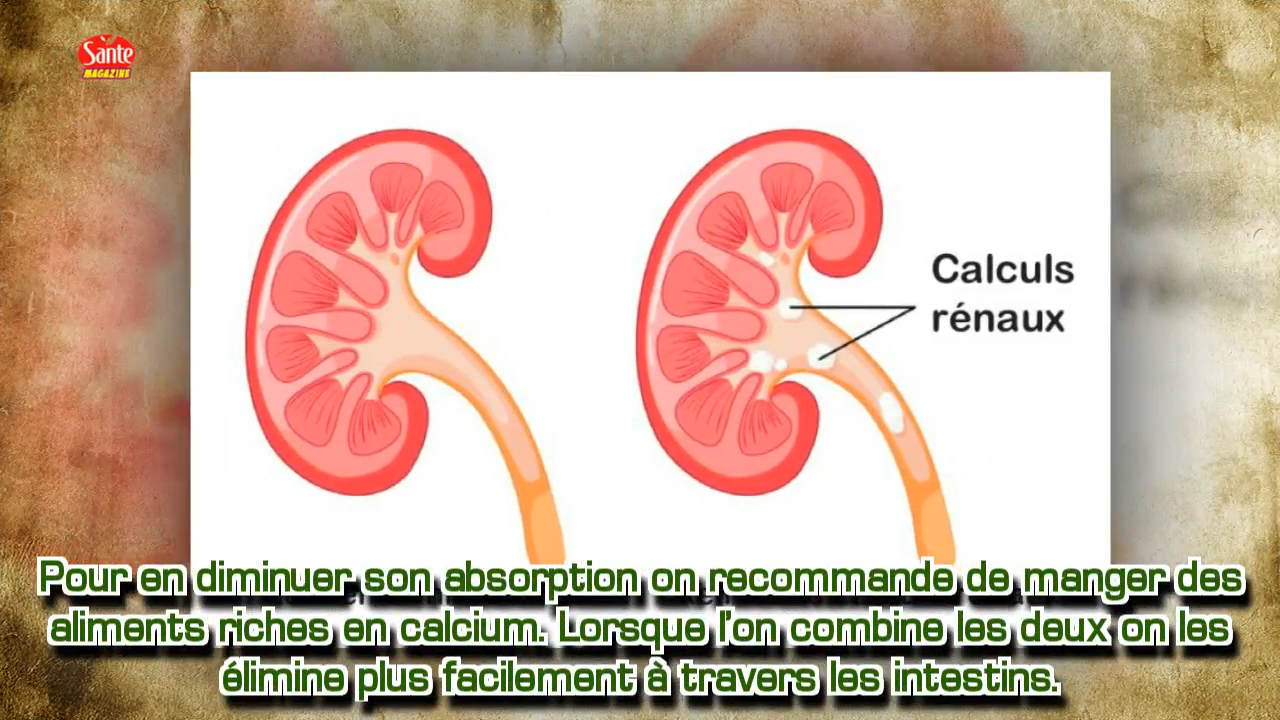 Santé
MAGAZINE
Calculs
rénaux
Pour en diminuer son absorption on recommande de manger des
aliments riches en calcium. Lorsque l'on combine les deux on les
élimine plus facilement à travers les intestins.